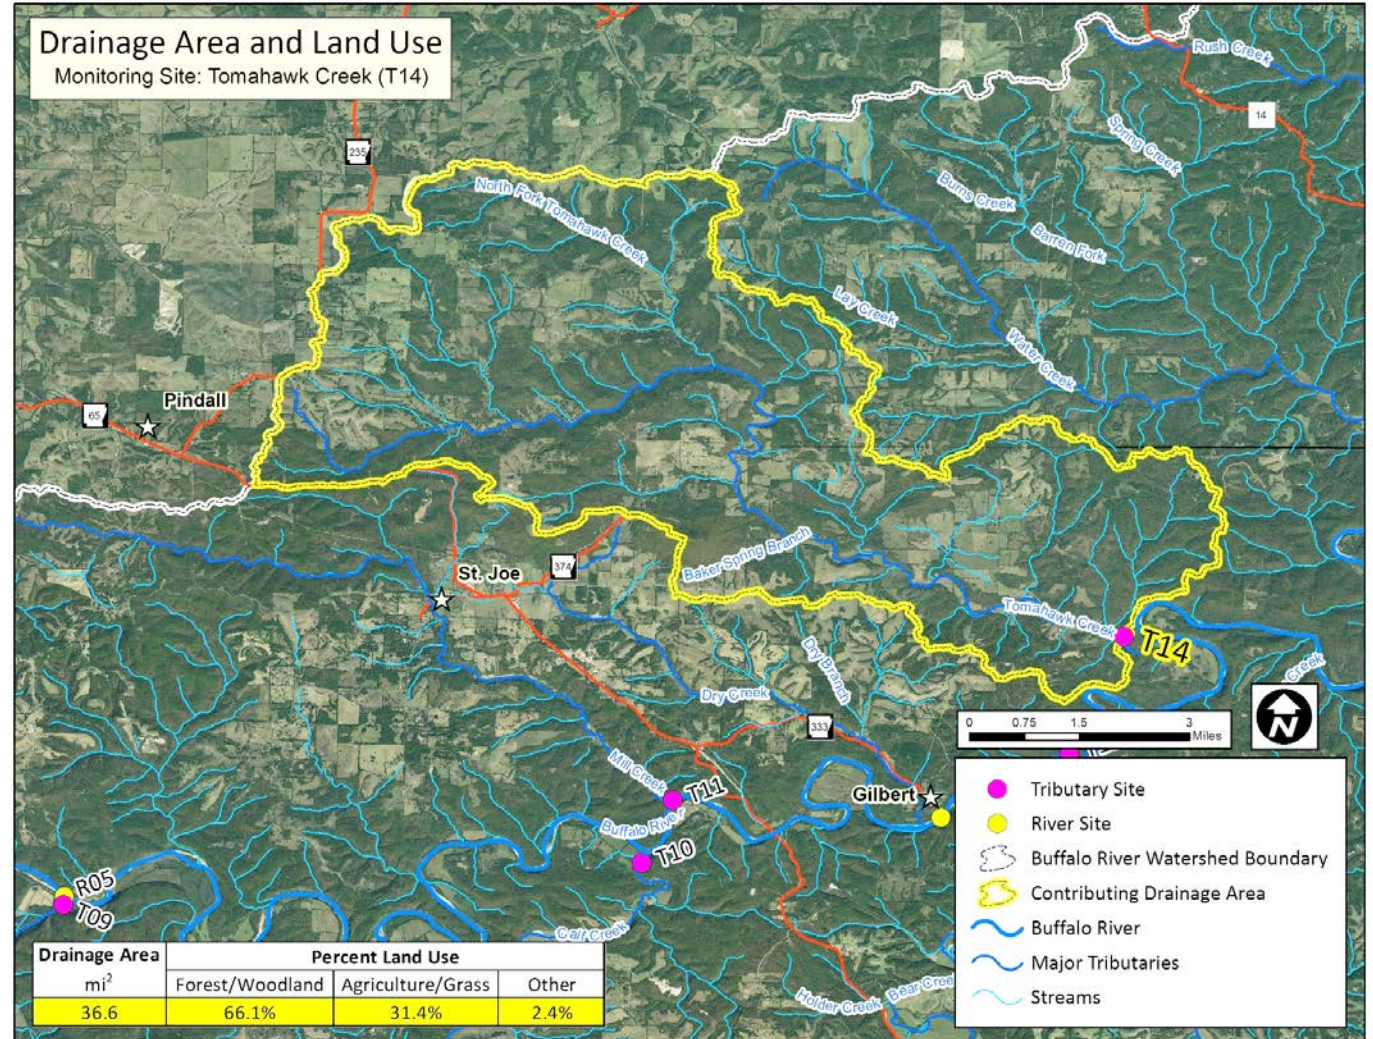 Drainage Area and Land Use
Monitoring Site: Tomahawk Creek (T14)
Rush Creek
14
235
Spring Creek
North Fork Tomahawk Creek
Burns Creek
Barren Fork
Lay Creek
Water Creek
Pindall
65
Baker Spring Branch
374
St. Joe
Tomahawk Creek
T14
Dry Branch
Creek
Dry Creek
333
0 0.75 1.5 3
Miles
N
Mill Creek
T11
Gilbert
Buffalo River
T10
R05
T09
Calf Creek
Holder Creek
Bear Cree
Tributary Site
River Site
Buffalo River Watershed Boundary
Contributing Drainage Area
Buffalo River
Major Tributaries
Streams
Drainage Area Percent Land Use
mi² Forest/Woodland Agriculture/Grass Other
36.6 66.1% 31.4% 2.4%